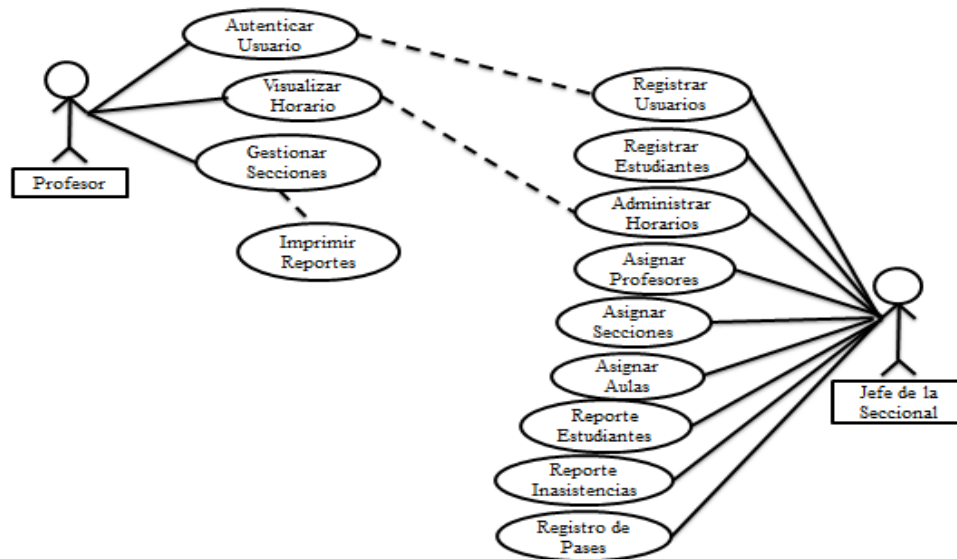 Autenticar
Usuario
Visualizar
Horario
Gestionar
Secciones
Imprimir
Reportes
Profesor
Registrar
Usuarios
Registrar
Estudiantes
Administrar
Horarios
Asignar
Profesores
Asignar
Secciones
Asignar
Aulas
Reporte
Estudiantes
Reporte
Inasistencias
Registro de
Pases
Jefe de la
Seccional